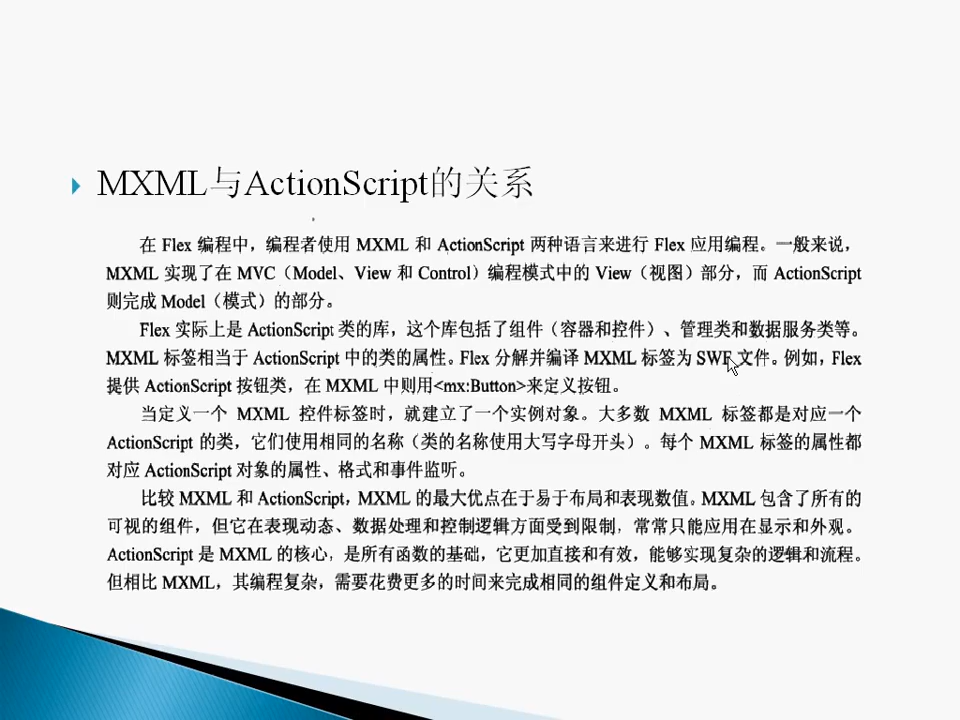 MXML与ActionScript的关系
在 Flex 编程中，编程者使用 MXML 和 ActionScript 两种语言来进行 Flex 应用编程。一般来说，
MXML 实现了在 MVC（Model、View 和 Control）编程模式中的 View（视图）部分，而 ActionScript
则完成 Model（模式）的部分。
Flex 实际上是 ActionScript 类的库，这个库包括了组件（容器和控件）、管理类和数据服务类等。
MXML 标签相当于 ActionScript 中的类的属性。Flex 分解并编译 MXML 标签为 SWF 文件。例如，Flex
提供 ActionScript 按钮类，在 MXML 中则用<mx:Button>来定义按钮。
当定义一个 MXML 控件标签时，就建立了一个实例对象。大多数 MXML 标签都是对应一个
ActionScript 的类，它们使用相同的名称（类的名称使用大写字母开头）。每个 MXML 标签的属性都
对应 ActionScript 对象的属性、格式和事件监听。
比较 MXML 和 ActionScript，MXML 的最大优点在于易于布局和表现数值。MXML 包含了所有的
可视的组件，但它在表现动态、数据处理和控制逻辑方面受到限制，常常只能应用在显示和外观。
ActionScript 是 MXML 的核心，是所有函数的基础，它更加直接和有效，能够实现复杂的逻辑和流程。
但相比 MXML，其编程复杂，需要花费更多的时间来完成相同的组件定义和布局。